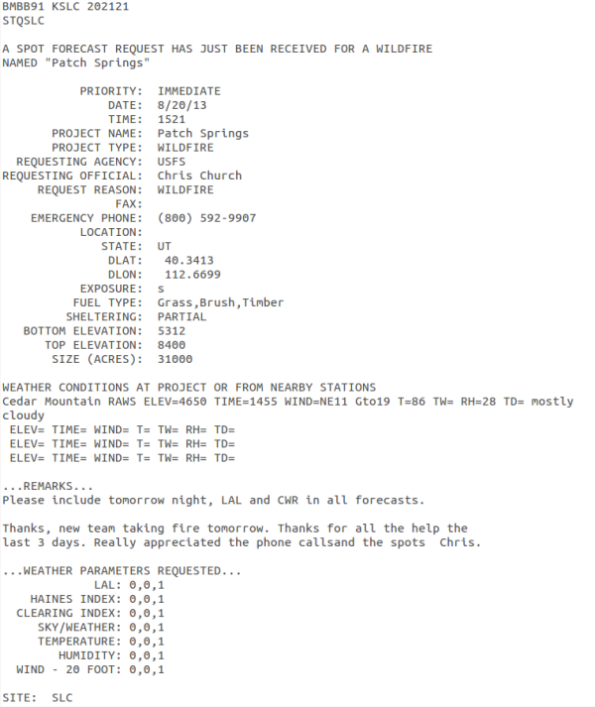 BMBB91 KSLC 202121
STQSLC
A SPOT FORECAST REQUEST HAS JUST BEEN RECEIVED FOR A WILDFIRE
NAMED "Patch Springs"
PRIORITY: IMMEDIATE
DATE: 8/20/13
TIME: 1521
PROJECT NAME: Patch Springs
PROJECT TYPE: WILDFIRE
REQUESTING AGENCY: USFS
REQUESTING OFFICIAL: Chris Church
REQUEST REASON: WILDFIRE
FAX:
EMERGENCY PHONE: (800) 592-9907
LOCATION:
STATE: UT
DLAT: 40.3413
DLON: 112.6699
EXPOSURE: s
FUEL TYPE: Grass,Brush,Timber
SHELTERING: PARTIAL
BOTTOM ELEVATION: 5312
TOP ELEVATION: 8400
SIZE (ACRES): 31000
WEATHER CONDITIONS AT PROJECT OR FROM NEARBY STATIONS
Cedar Mountain RAWS ELEV=4650 TIME=1455 WIND=NE11 Gto19 T=86 TW= RH=28 TD= mostly
cloudy
ELEV= TIME= WIND= T= TW= RH= TD=
ELEV= TIME= WIND= T= TW= RH= TD=
ELEV= TIME= WIND= T= TW= RH= TD=
...REMARKS...
Please include tomorrow night, LAL and CWR in all forecasts.
Thanks, new team taking fire tomorrow. Thanks for all the help the
last 3 days. Really appreciated the phone callsand the spots  Chris.
...WEATHER PARAMETERS REQUESTED...
LAL: 0,0,1
HAINES INDEX: 0,0,1
CLEARING INDEX: 0,0,1
SKY/WEATHER: 0,0,1
TEMPERATURE: 0,0,1
HUMIDITY: 0,0,1
WIND - 20 FOOT: 0,0,1
SITE: SLC